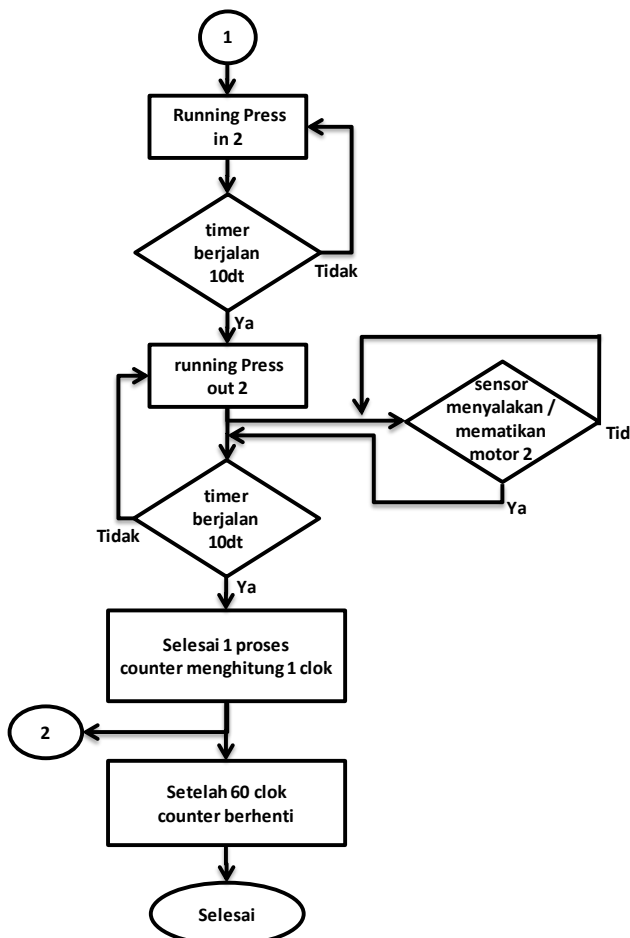 1
Running Press
in 2
timer
berjalan
10dt
Tidak
Ya
running Press
out 2
sensor
menyalakan /
mematikan
motor 2
Tid
Ya
timer
berjalan
10dt
Tidak
Ya
Selesai 1 proses
counter menghitung 1 clok
2
Setelah 60 clok
counter berhenti
Selesai